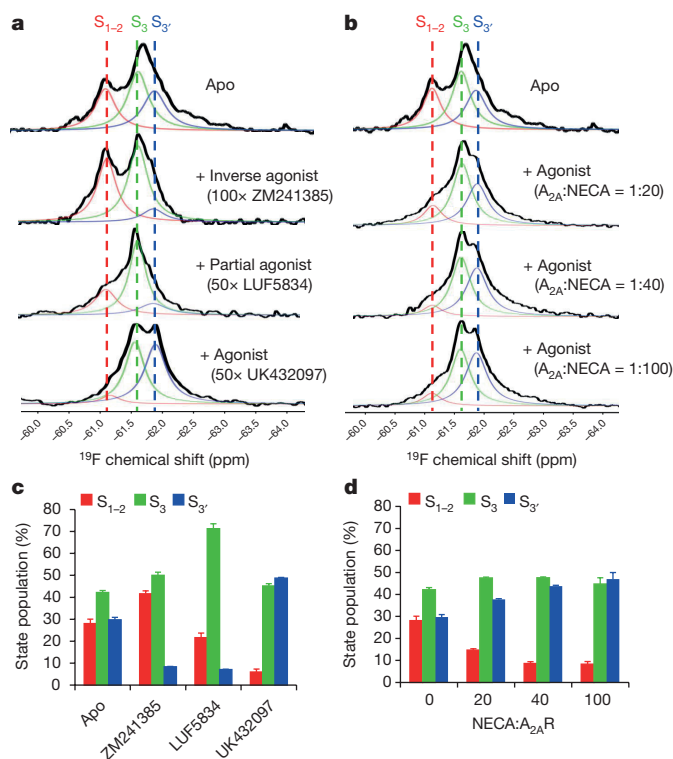 a
S1–2 S3 S3′
Apo
+ Inverse agonist
(100× ZM241385)
+ Partial agonist
(50× LUF5834)
+ Agonist
(50× UK432097)
–60.0 –60.5 –61.0 –61.5 –62.0 –62.5 –63.0 –63.5 –64.0
19F chemical shift (ppm)
b
S1–2 S3 S3′
Apo
+ Agonist
(A2A:NECA = 1:20)
+ Agonist
(A2A:NECA = 1:40)
+ Agonist
(A2A:NECA = 1:100)
–60.0 –60.5 –61.0 –61.5 –62.0 –62.5 –63.0 –63.5 –64.0
19F chemical shift (ppm)
c
S1–2 S3 S3′
State population (%)
80
70
60
50
40
30
20
10
0
Apo ZM241385 LUF5834 UK432097
d
S1–2 S3 S3′
State population (%)
80
70
60
50
40
30
20
10
0
0 20 40 100
NECA:A2AR